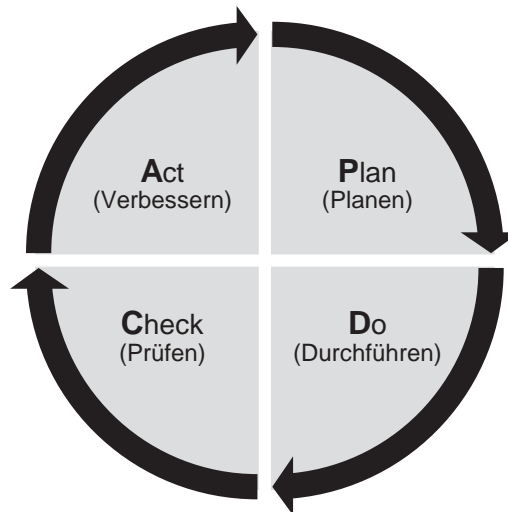 Act
(Verbessern)
Plan
(Planen)
Check
(Prüfen)
Do
(Durchführen)